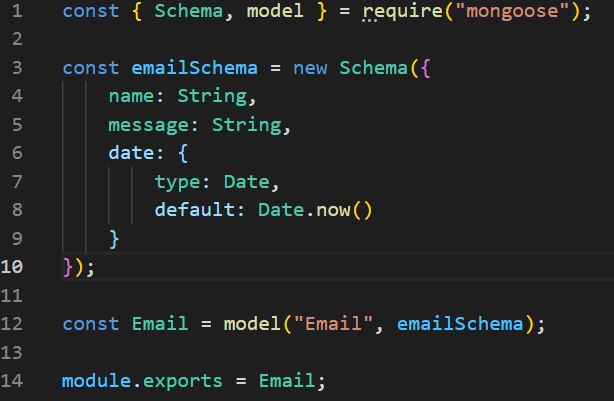 1 const { Schema, model } = require("mongoose");
2
3 const emailSchema = new Schema({
4     name: String,
5     message: String,
6     date: {
7         type: Date,
8         default: Date.now()
9     }
10 });
11
12 const Email = model("Email", emailSchema);
13
14 module.exports = Email;